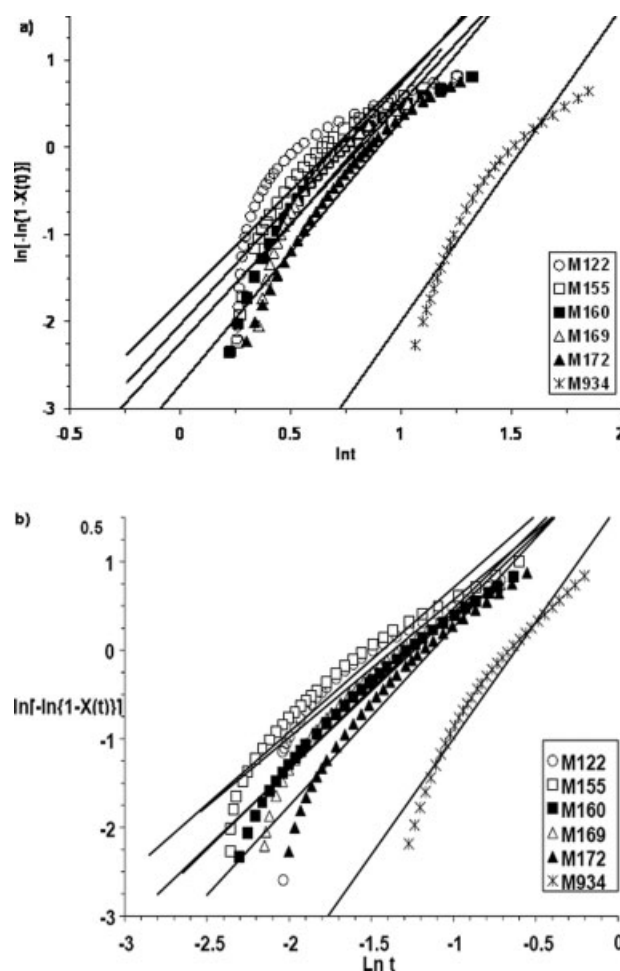 a)
1
0
-1
-2
-3
-0.5
0
0.5
1
1.5
2
ln[-ln{1-X(t)}]
lnt
M122
M155
M160
M169
M172
M934
b)
0.5
1
0
-1
-2
-3
-3
-2.5
-2
-1.5
-1
-0.5
0
ln[-ln{1-X(t)}]
Ln t
M122
M155
M160
M169
M172
M934